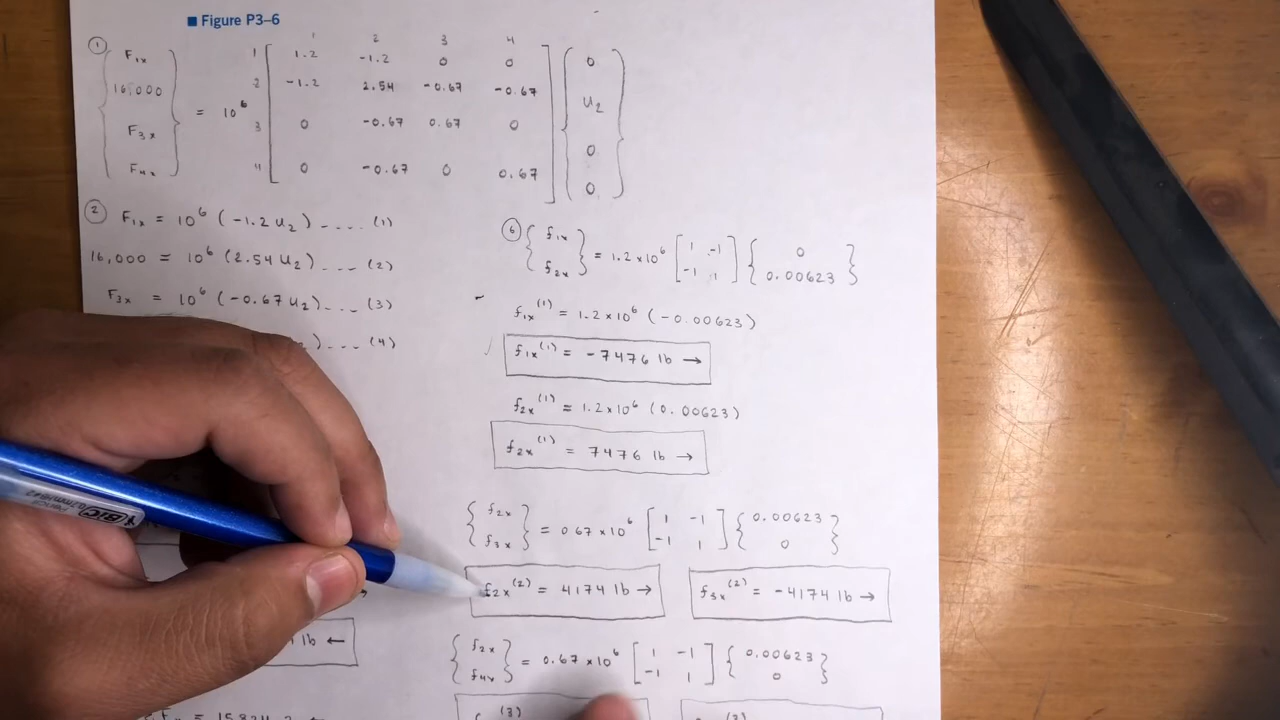 ■ Figure P3–6
① 1 2 3 4
F1x 1 1.2 -1.2 0 0 0
16,000 = 10^6 2 -1.2 2.54 -0.67 -0.67 u2
F3x 3 0 -0.67 0.67 0 0
F4x 4 0 -0.67 0 0.67 0
② F1x = 10^6 (-1.2 u2) ---- (1)
16,000 = 10^6 (2.54 u2) ... (2)
F3x = 10^6 (-0.67 u2)... (3)
) --- (4)
lb ←
⑥ { f1x f2x } = 1.2 x 10^6 [ 1 -1 -1 1 ] { 0 0.00623 }
f1x^(1) = 1.2 x 10^6 (-0.00623)
f1x^(1) = -7476 lb →
f2x^(1) = 1.2 x 10^6 (0.00623)
f2x^(1) = 7476 lb →
{ f2x f3x } = 0.67 x 10^6 [ 1 -1 -1 1 ] { 0.00623 0 }
f2x^(2) = 4174 lb → f3x^(2) = -4174 lb →
{ f2x f4x } = 0.67 x 10^6 [ 1 -1 -1 1 ] { 0.00623 0 }
(3)
BIC